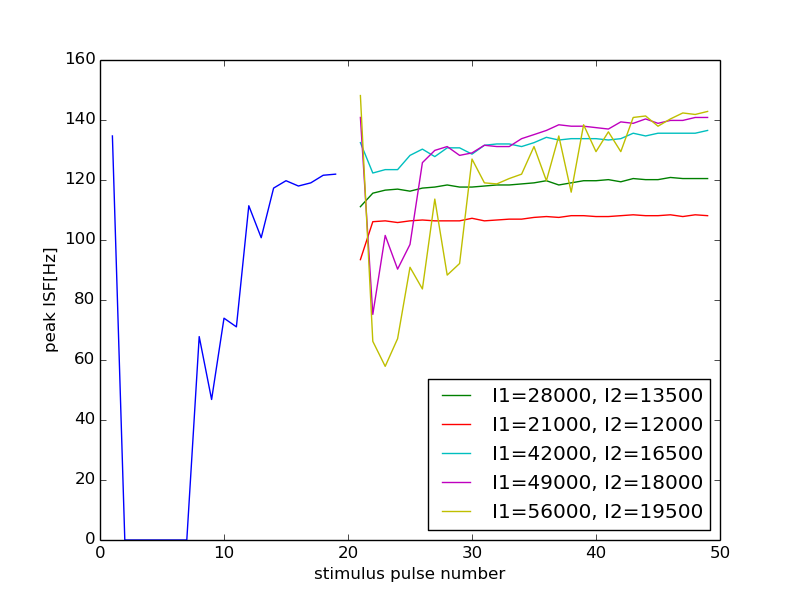 160
140
120
100
80
60
40
20
0
peak ISF[Hz]
0 10 20 30 40 50
stimulus pulse number
I1=28000, I2=13500
I1=21000, I2=12000
I1=42000, I2=16500
I1=49000, I2=18000
I1=56000, I2=19500